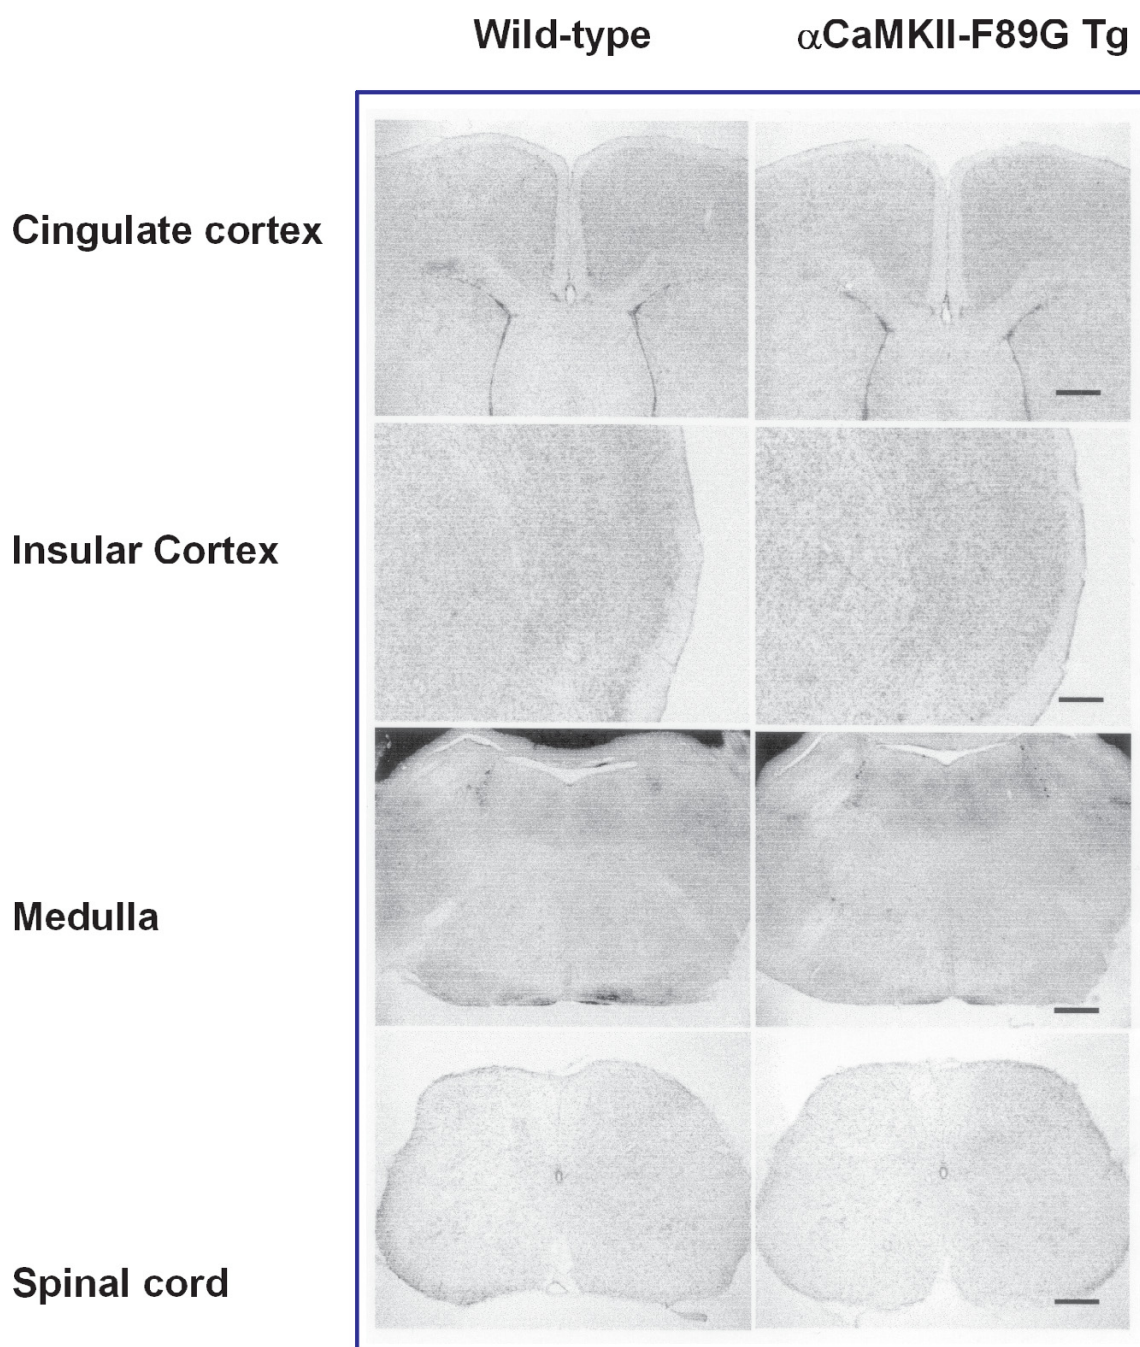 Wild-type
αCaMKII-F89G Tg
Cingulate cortex
Insular Cortex
Medulla
Spinal cord